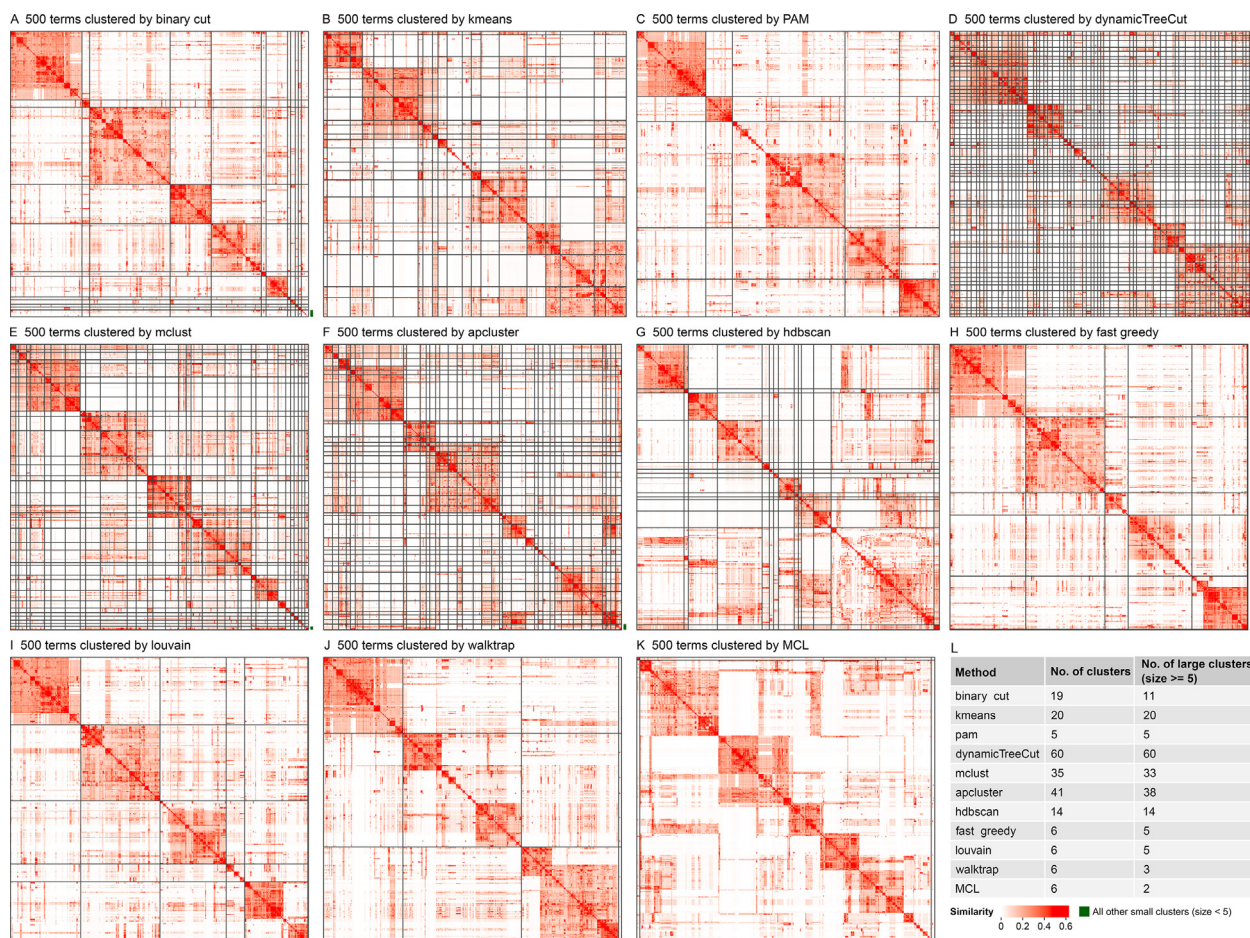 A 500 terms clustered by binary cut
B 500 terms clustered by kmeans
C 500 terms clustered by PAM
D 500 terms clustered by dynamicTreeCut
E 500 terms clustered by mclust
F 500 terms clustered by apcluster
G 500 terms clustered by hdbscan
H 500 terms clustered by fast greedy
I 500 terms clustered by louvain
J 500 terms clustered by walktrap
K 500 terms clustered by MCL
L
Method No. of clusters No. of large clusters
(size >= 5)
binary cut 19 11
kmeans 20 20
pam 5 5
dynamicTreeCut 60 60
mclust 35 33
apcluster 41 38
hdbscan 14 14
fast greedy 6 5
louvain 6 5
walktrap 6 3
MCL 6 2
Similarity
0 0.2 0.4 0.6
All other small clusters (size < 5)